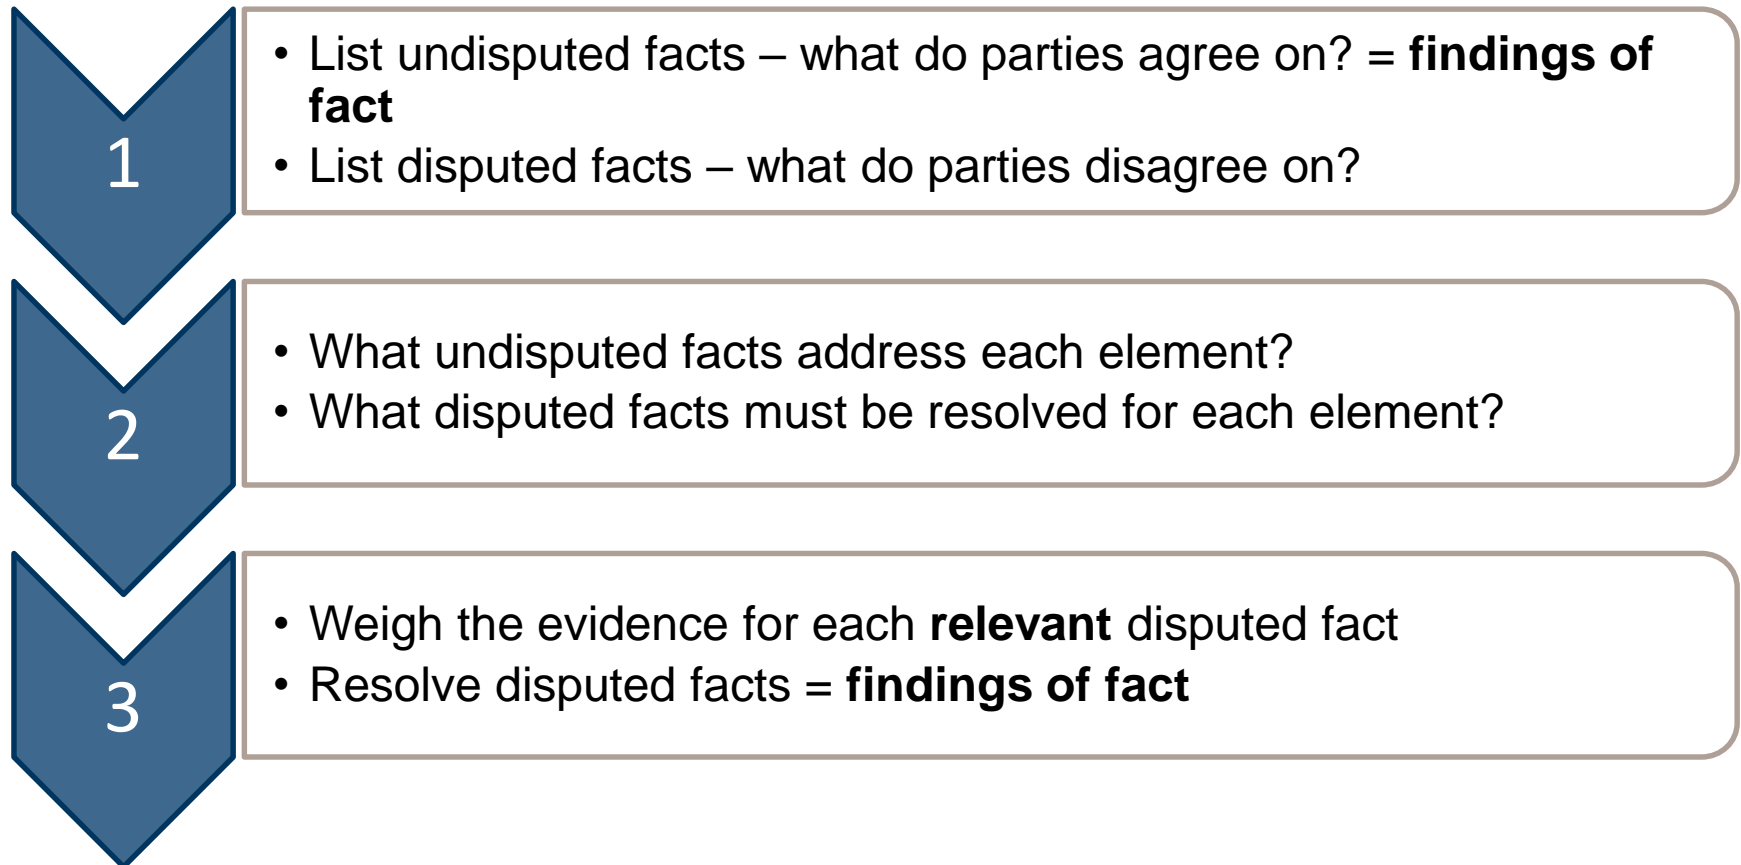 1
• List undisputed facts – what do parties agree on? = findings of
fact
• List disputed facts – what do parties disagree on?
2
• What undisputed facts address each element?
• What disputed facts must be resolved for each element?
3
• Weigh the evidence for each relevant disputed fact
• Resolve disputed facts = findings of fact